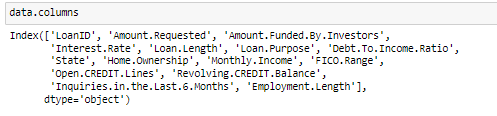 data.columns
Index(['LoanID', 'Amount.Requested', 'Amount.Funded.By.Investors',
'Interest.Rate', 'Loan.Length', 'Loan.Purpose', 'Debt.To.Income.Ratio',
'State', 'Home.Ownership', 'Monthly.Income', 'FICO.Range',
'Open.CREDIT.Lines', 'Revolving.CREDIT.Balance',
'Inquiries.in.the.Last.6.Months', 'Employment.Length'],
dtype='object')